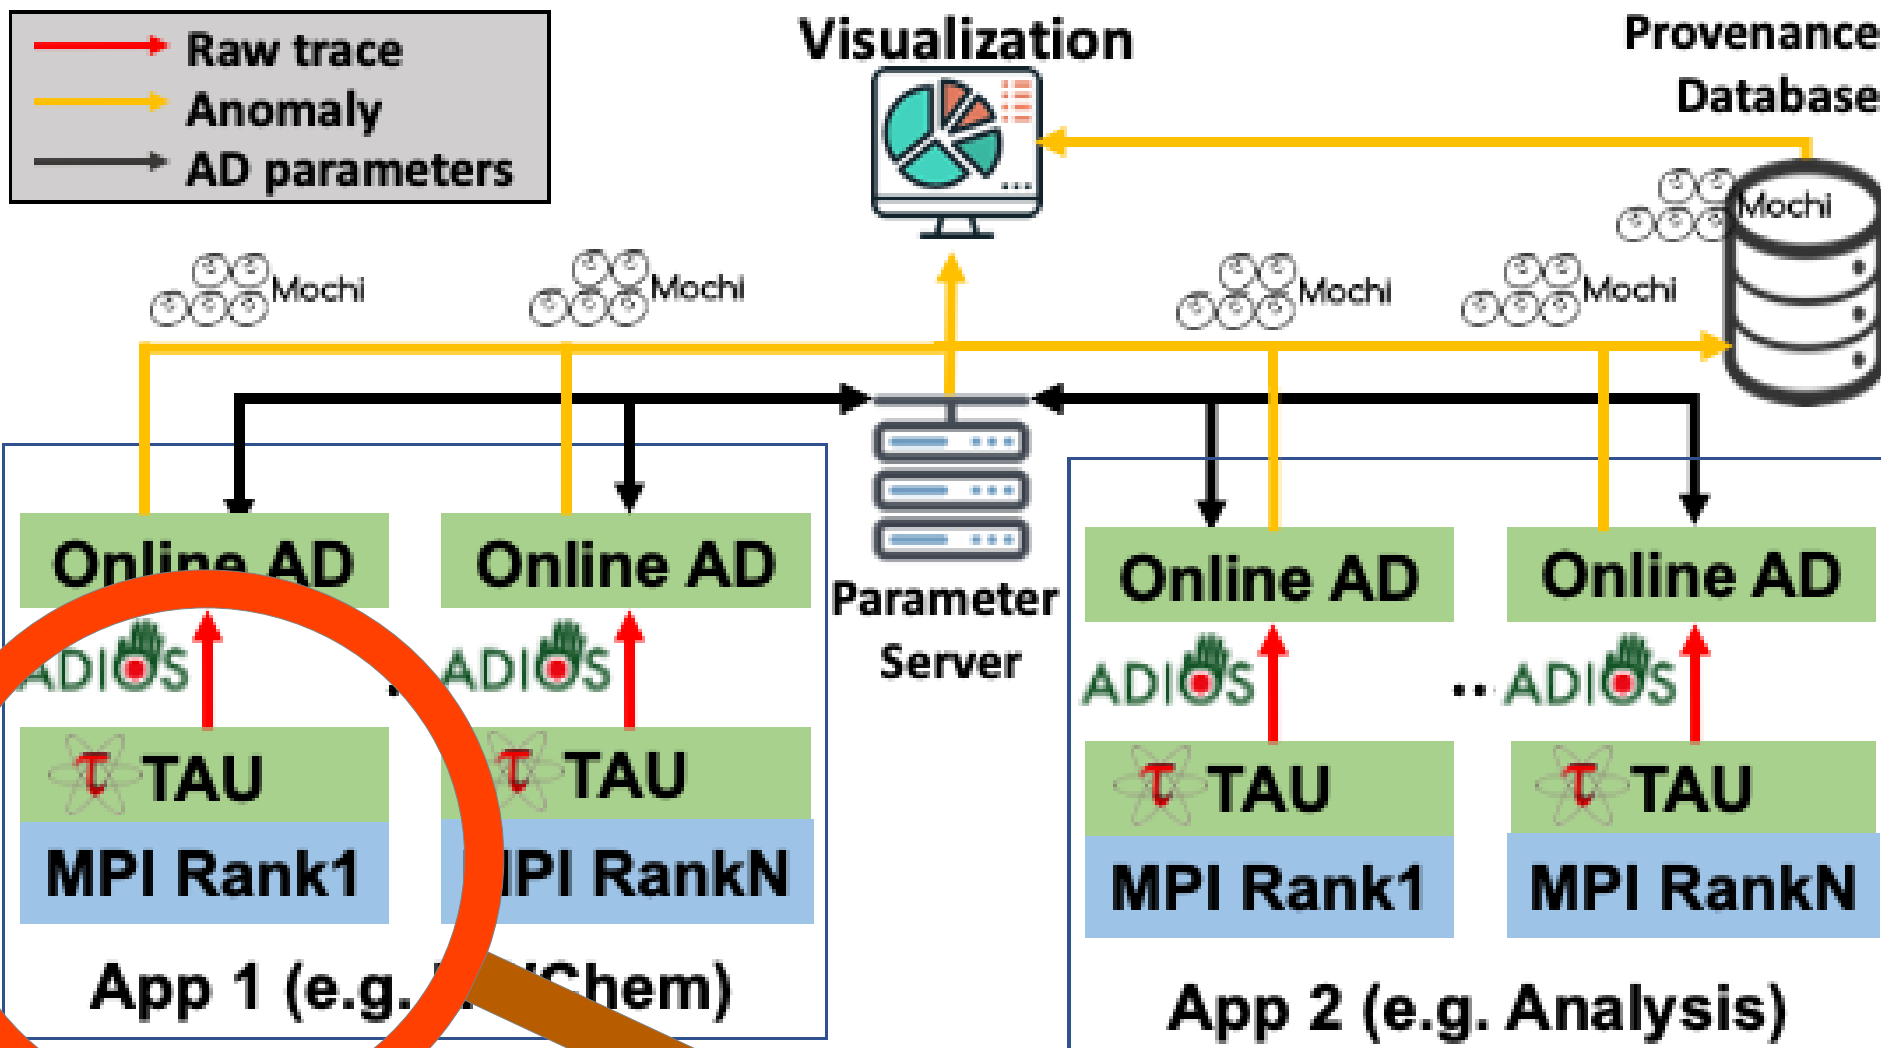 Raw trace
Anomaly
AD parameters
Visualization
Provenance
Database
Mochi
Mochi
Mochi
Mochi
Mochi
Online AD
Online AD
Parameter
Server
Online AD
Online AD
ADIOS
ADIOS
ADIOS
.. ADIOS
τ TAU
τ TAU
τ TAU
τ TAU
MPI Rank1
MPI RankN
MPI Rank1
MPI RankN
App 1 (e.g.
App 2 (e.g. Analysis)